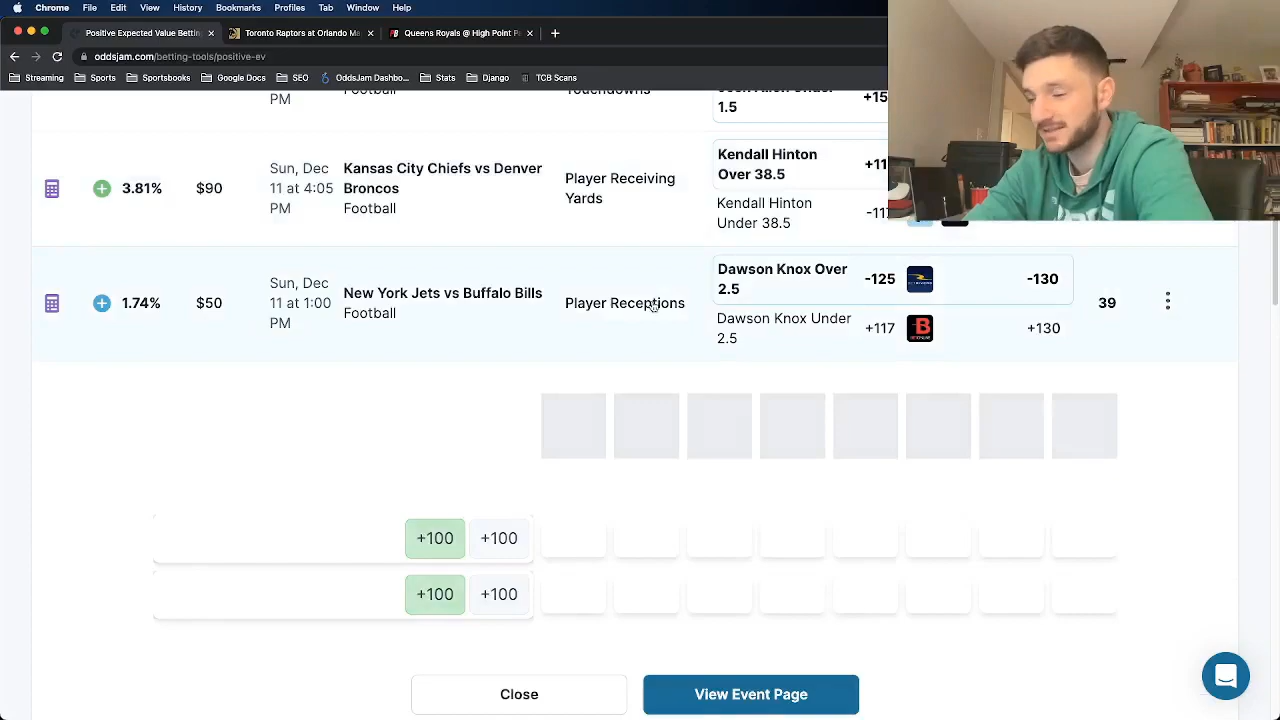 Chrome File Edit View History Bookmarks Profiles Tab Window Help
Positive Expected Value Bettin × Toronto Raptors at Orlando M × Queens Royale @ High Point P × +
oddsjam.com/betting-tools/positive-ev
Streaming Sports Sportsbooks Google Docs SEO OddsJam Dashbo... Stats Django TCB Scans
PM
Football
Touchdowns
1.5
+15
3.81%
$90
Sun, Dec
11 at 4:05
PM
Kansas City Chiefs vs Denver
Broncos
Football
Player Receiving
Yards
Kendall Hinton
Over 38.5
+11
Kendall Hinton
Under 38.5
-11
1.74%
$50
Sun, Dec
11 at 1:00
PM
New York Jets vs Buffalo Bills
Football
Player Receptions
Dawson Knox Over
2.5
-125
-130
Dawson Knox Under
2.5
+117
B
+130
39
+100 +100
+100 +100
Close
View Event Page